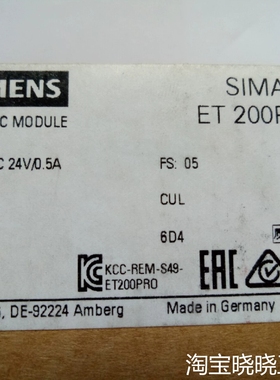 MENS
SIMA
C MODULE
ET 200P
C 24V/0.5A
FS: 05
CUL
6D4
KCC-REM-S49-
ET200PRO
EAC
, DE-92224 Amberg
Made in Germany
淘宝晓晓